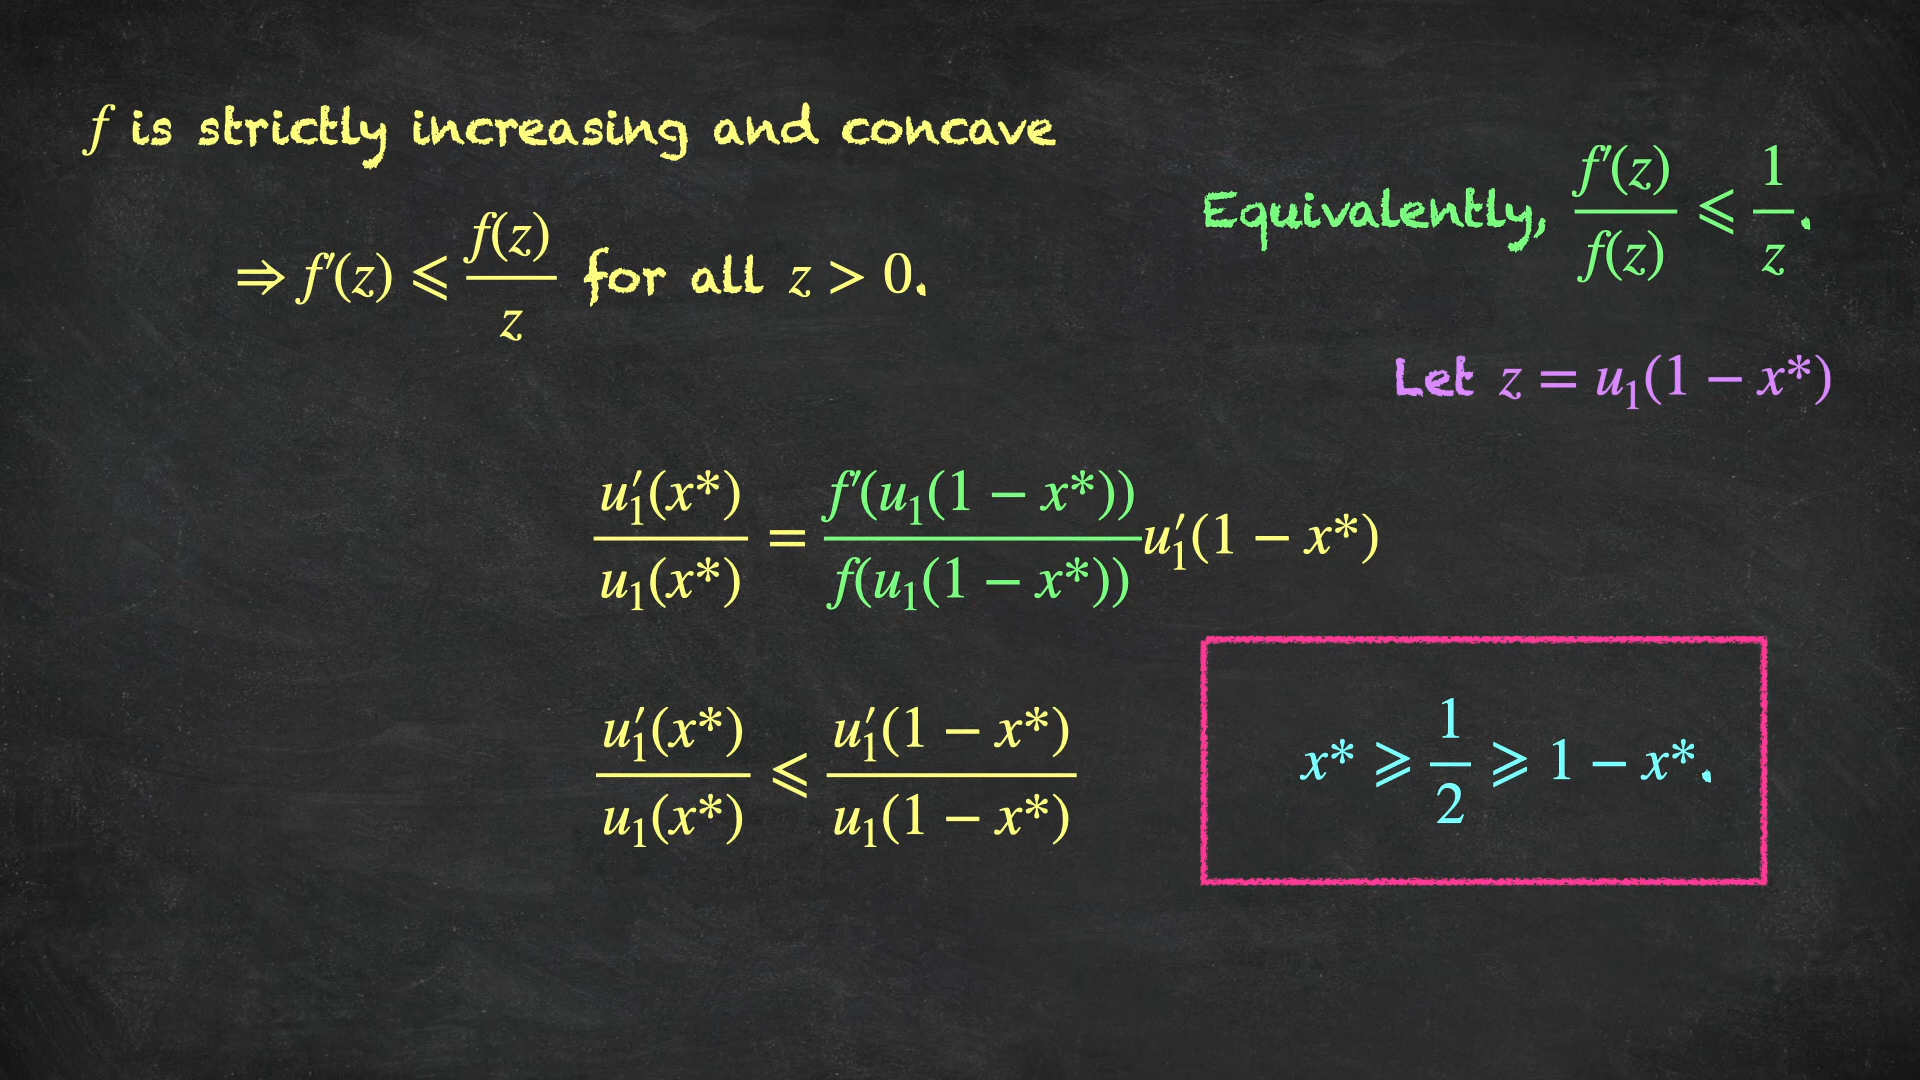 f is strictly increasing and concave
⇒ f′(z) ⩽ f(z)/z for all z > 0.
Equivalently, f′(z)/f(z) ⩽ 1/z.
Let z = u₁(1 − x*)
u₁′(x*)/u₁(x*) = f′(u₁(1 − x*))/f(u₁(1 − x*)) u₁′(1 − x*)
u₁′(x*)/u₁(x*) ⩽ u₁′(1 − x*)/u₁(1 − x*)
x* ⩾ 1/2 ⩾ 1 − x*.